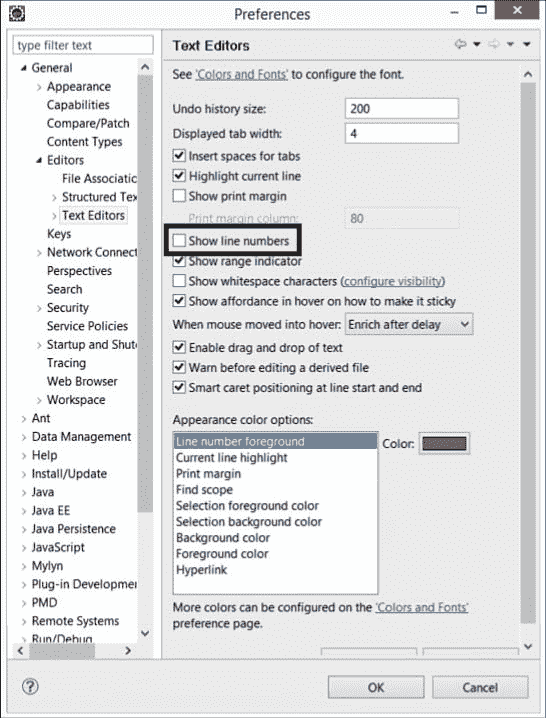 Preferences
type filter text
General
Appearance
Capabilities
Compare/Patch
Content Types
Editors
File Associatic
Structured Tex
Text Editors
Keys
Network Connect
Perspectives
Search
Security
Service Policies
Startup and Shut
Tracing
Web Browser
Workspace
Ant
Data Management
Help
Install/Update
Java
Java EE
Java Persistence
JavaScript
Mylyn
Plug-in Developmer
PMD
Remote Systems
Run/Debug
Text Editors
See 'Colors and Fonts' to configure the font.
Undo history size: 200
Displayed tab width: 4
Insert spaces for tabs
Highlight current line
Show print margin
Print margin column: 80
Show line numbers
Show range indicator
Show whitespace characters (configure visibility)
Show affordance in hover on how to make it sticky
When mouse moved into hover: Enrich after delay
Enable drag and drop of text
Warn before editing a derived file
Smart caret positioning at line start and end
Appearance color options:
Line number foreground
Current line highlight
Print margin
Find scope
Selection foreground color
Selection background color
Background color
Foreground color
Hyperlink
Color:
More colors can be configured on the 'Colors and Fonts'
preference page.
OK
Cancel